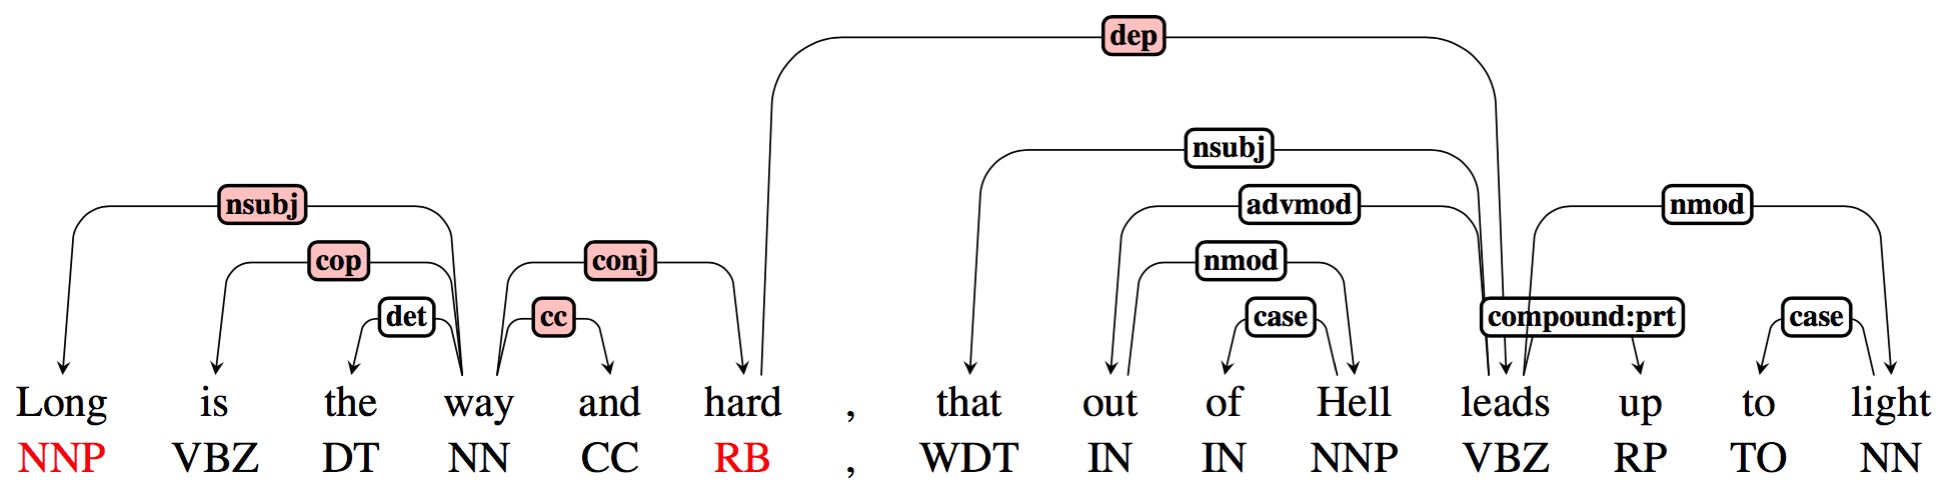 dep
nsubj
nsubj advmod nmod
cop conj nmod
det cc case compound:prt case
Long is the way and hard , that out of Hell leads up to light
NNP VBZ DT NN CC RB , WDT IN IN NNP VBZ RP TO NN